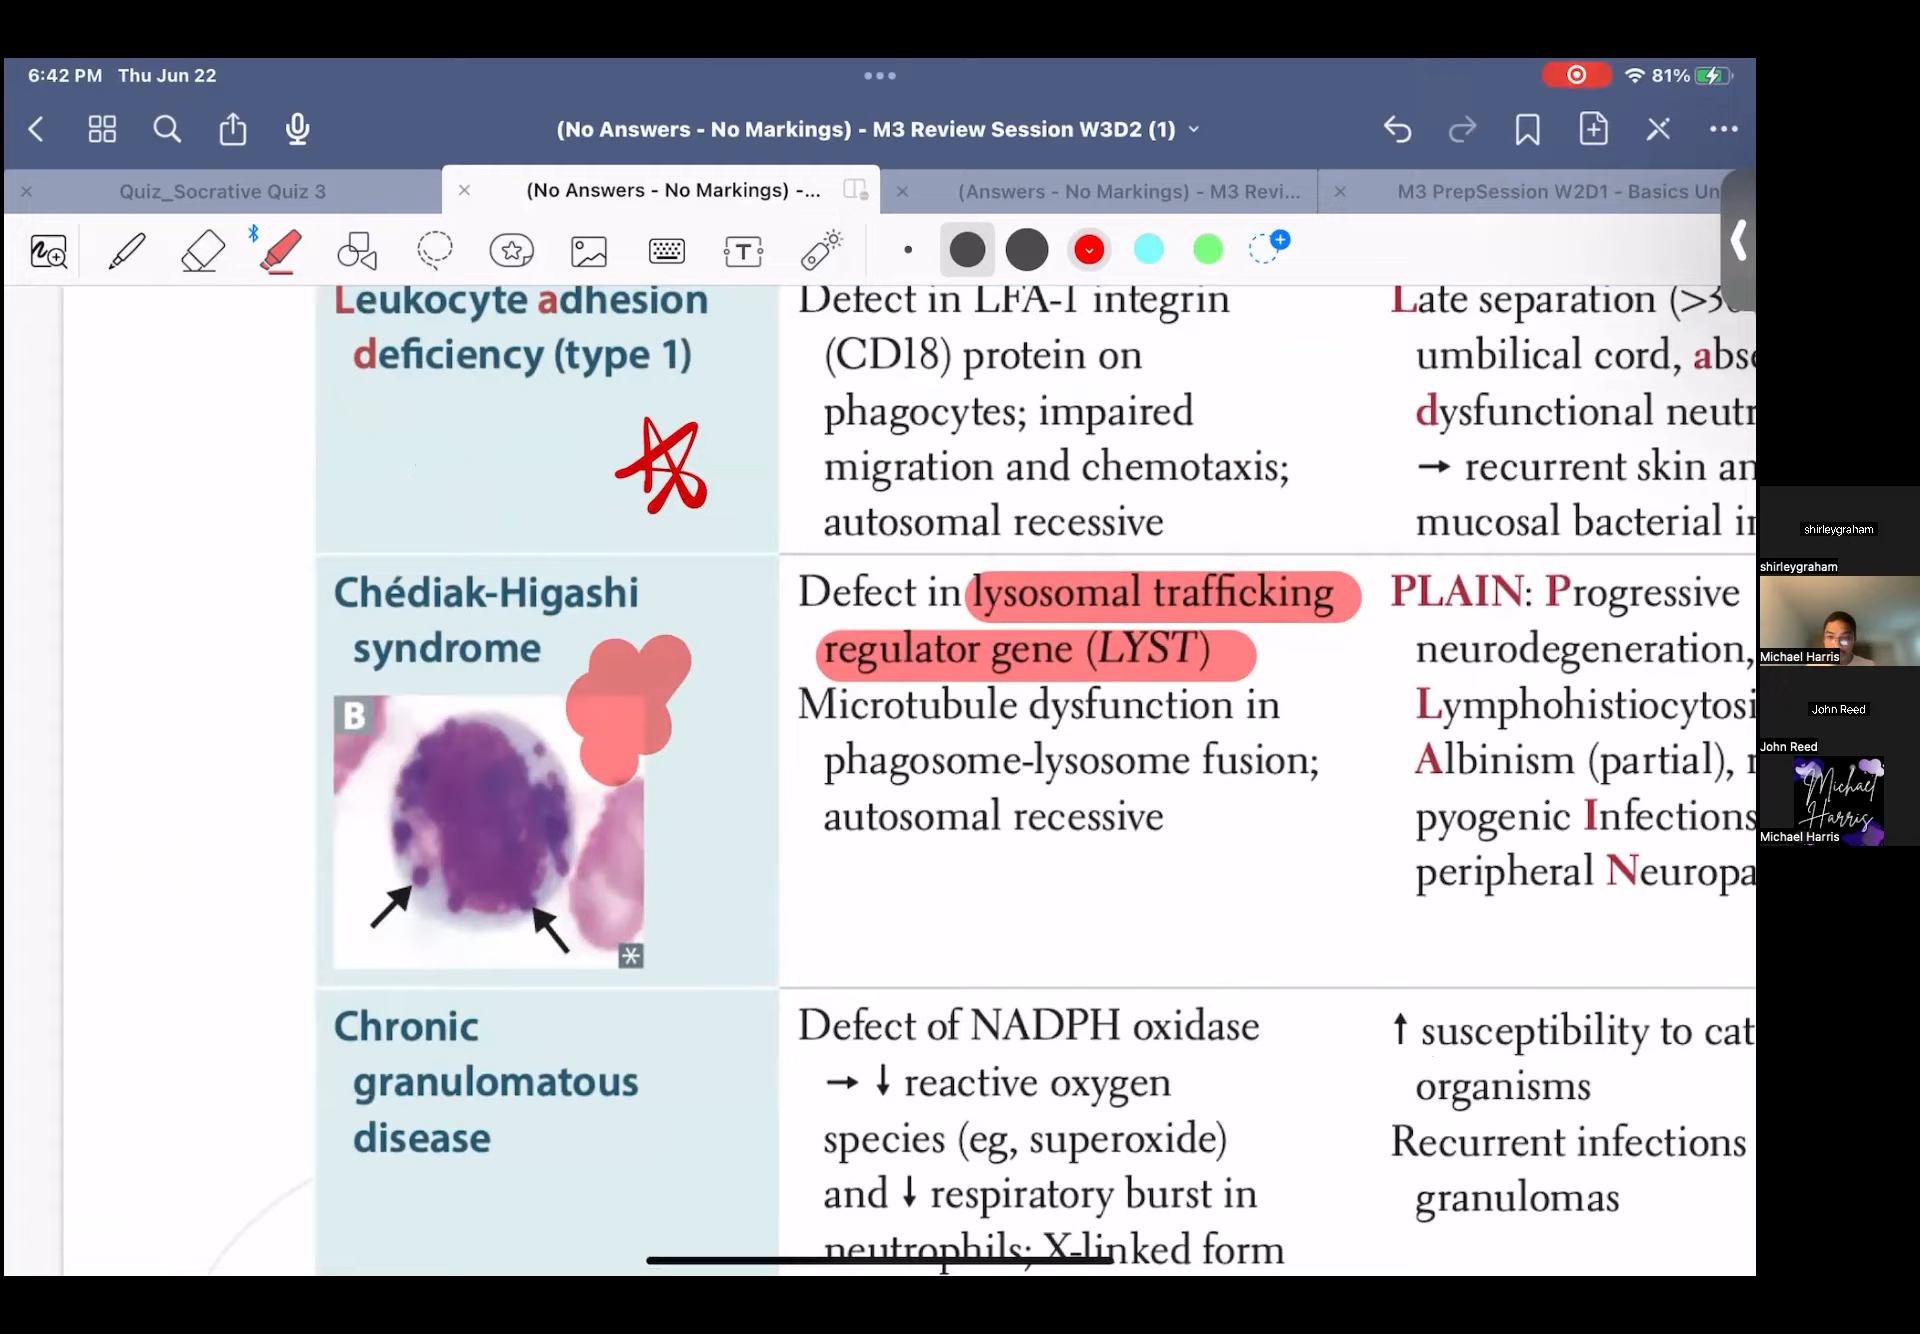 6:42 PM Thu Jun 22
81%
(No Answers - No Markings) - M3 Review Session W3D2 (1)
Quiz_Socrative Quiz 3
(No Answers - No Markings) -...
(Answers - No Markings) - M3 Revi...
M3 PrepSession W2D1 - Basics Un
Leukocyte adhesion
deficiency (type 1)
Defect in LFA-1 integrin
(CD18) protein on
phagocytes; impaired
migration and chemotaxis;
autosomal recessive
Late separation (>3
umbilical cord, abse
dysfunctional neutr
→ recurrent skin an
mucosal bacterial in
Chédiak-Higashi
syndrome
B
Defect in lysosomal trafficking
regulator gene (LYST)
Microtubule dysfunction in
phagosome-lysosome fusion;
autosomal recessive
PLAIN: Progressive
neurodegeneration,
Lymphohistiocytosi
Albinism (partial), r
pyogenic Infections
peripheral Neuropa
Chronic
granulomatous
disease
Defect of NADPH oxidase
→ ↓ reactive oxygen
species (eg, superoxide)
and ↓ respiratory burst in
neutrophils; X-linked form
↑ susceptibility to cat
organisms
Recurrent infections
granulomas
shirleygraham
shirleygraham
Michael Harris
John Reed
John Reed
Michael
Harris
Michael Harris